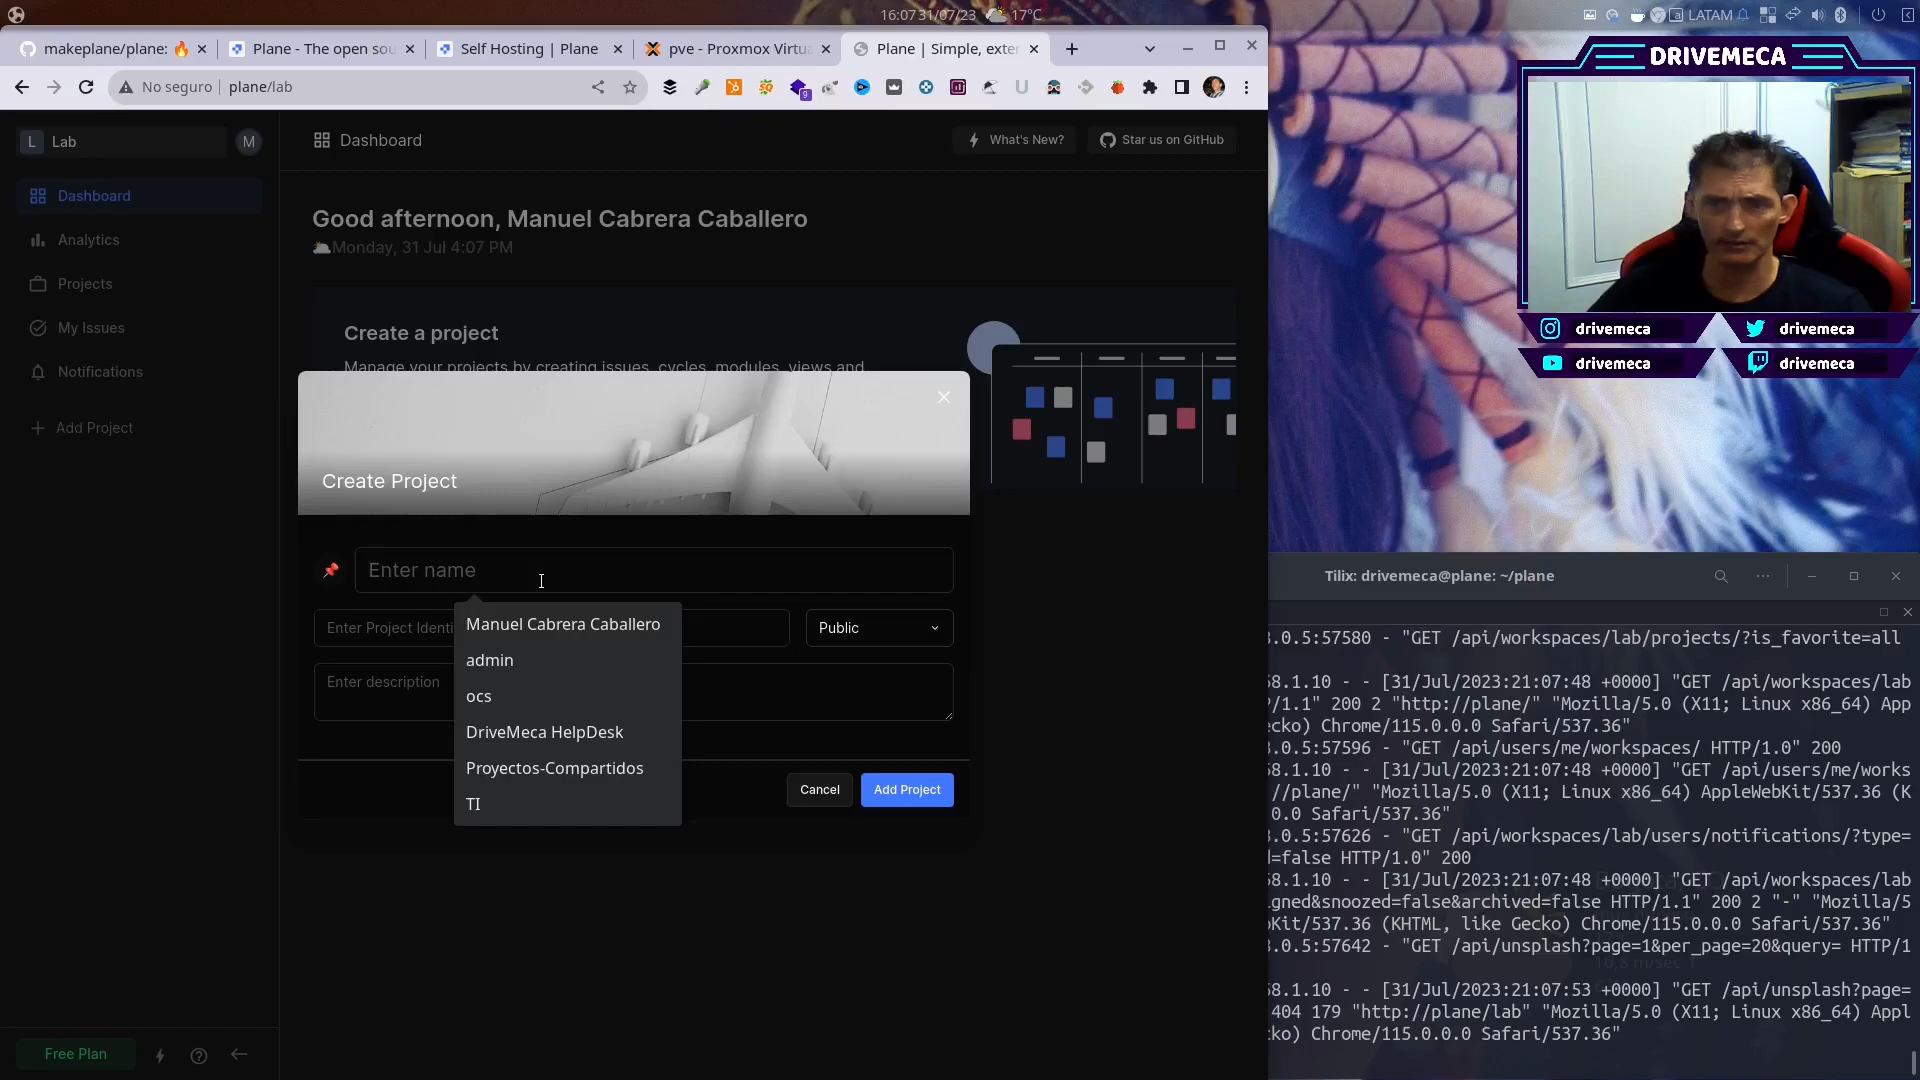 16:07 31/07/23 17°C
LATAM
makeplane/plane: 🔥
Plane - The open sou
Self Hosting | Plane
pve - Proxmox Virtua
Plane | Simple, exter
No seguro
plane/lab
9
L Lab
M
Dashboard
Analytics
Projects
My Issues
Notifications
Add Project
Free Plan
Dashboard
What's New?
Star us on GitHub
Good afternoon, Manuel Cabrera Caballero
Monday, 31 Jul 4:07 PM
Create a project
Manage your projects by creating issues, cycles, modules, views and
Create Project
Enter name
Enter Project Identi
Public
Enter description
Manuel Cabrera Caballero
admin
ocs
DriveMeca HelpDesk
Proyectos-Compartidos
TI
Cancel
Add Project
DRIVEMECA
drivemeca
drivemeca
drivemeca
drivemeca
Tilix: drivemeca@plane: ~/plane
3.0.5:57580 - "GET /api/workspaces/lab/projects/?is_favorite=all
58.1.10 - - [31/Jul/2023:21:07:48 +0000] "GET /api/workspaces/lab
P/1.1" 200 2 "http://plane/" "Mozilla/5.0 (X11; Linux x86_64) App
ecko) Chrome/115.0.0.0 Safari/537.36"
3.0.5:57596 - "GET /api/users/me/workspaces/ HTTP/1.0" 200
58.1.10 - - [31/Jul/2023:21:07:48 +0000] "GET /api/users/me/works
//plane/" "Mozilla/5.0 (X11; Linux x86_64) AppleWebKit/537.36 (K
.0.0 Safari/537.36"
3.0.5:57626 - "GET /api/workspaces/lab/users/notifications/?type=
d=false HTTP/1.0" 200
58.1.10 - - [31/Jul/2023:21:07:48 +0000] "GET /api/workspaces/lab
igned&snoozed=false&archived=false HTTP/1.1" 200 2 "-" "Mozilla/5
bKit/537.36 (KHTML, like Gecko) Chrome/115.0.0.0 Safari/537.36"
3.0.5:57642 - "GET /api/unsplash?page=1&per_page=20&query= HTTP/1
58.1.10 - - [31/Jul/2023:21:07:53 +0000] "GET /api/unsplash?page=
404 179 "http://plane/lab" "Mozilla/5.0 (X11; Linux x86_64) Appl
cko) Chrome/115.0.0.0 Safari/537.36"